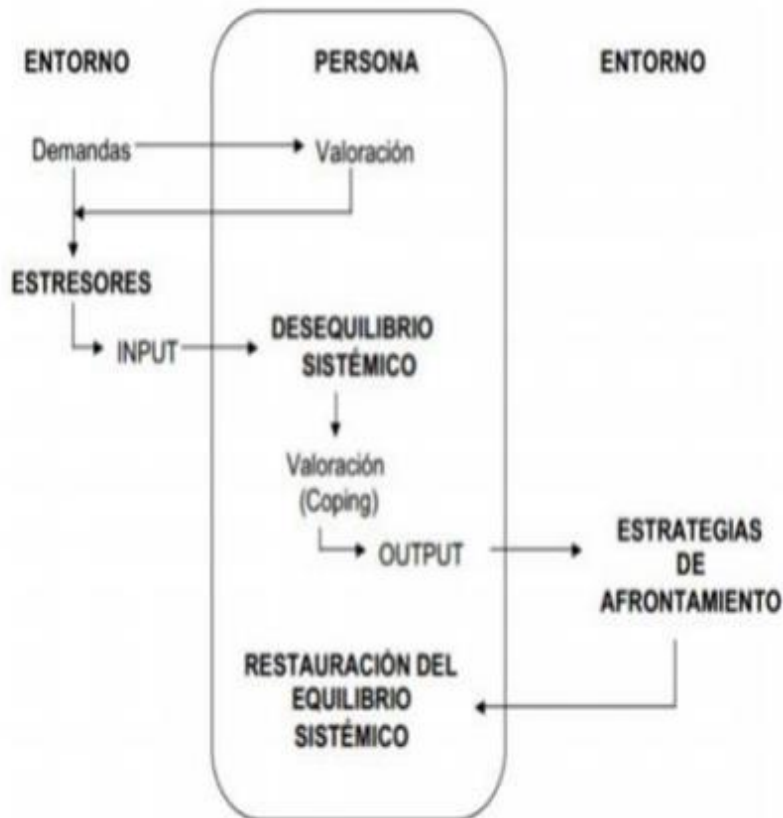 ENTORNO
PERSONA
ENTORNO
Demandas
Valoración
ESTRESORES
INPUT
DESEQUILIBRIO
SISTÉMICO
Valoración
(Coping)
OUTPUT
ESTRATEGIAS
DE
AFRONTAMIENTO
RESTAURACIÓN DEL
EQUILIBRIO
SISTÉMICO